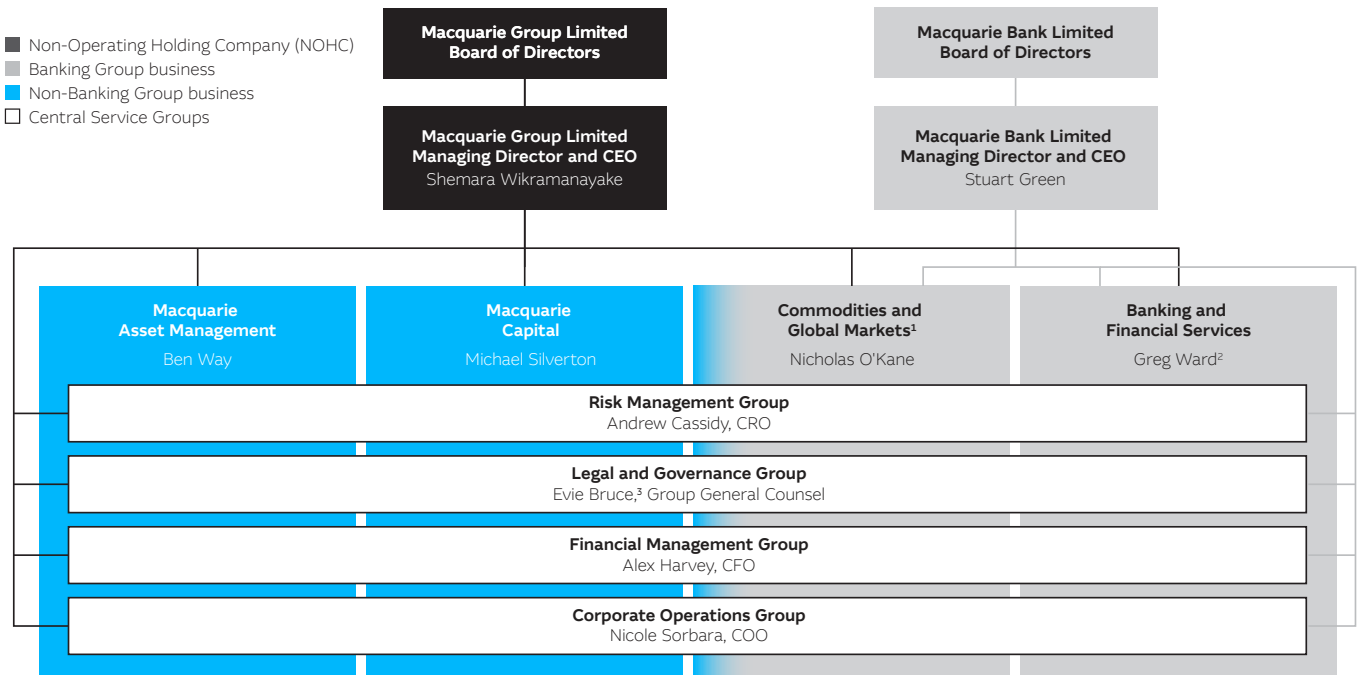 Non-Operating Holding Company (NOHC)
Banking Group business
Non-Banking Group business
Central Service Groups
Macquarie Group Limited
Board of Directors
Macquarie Bank Limited
Board of Directors
Macquarie Group Limited
Managing Director and CEO
Shemara Wikramanayake
Macquarie Bank Limited
Managing Director and CEO
Stuart Green
Macquarie
Asset Management
Ben Way
Macquarie
Capital
Michael Silverton
Commodities and
Global Markets¹
Nicholas O'Kane
Banking and
Financial Services
Greg Ward²
Risk Management Group
Andrew Cassidy, CRO
Legal and Governance Group
Evie Bruce,³ Group General Counsel
Financial Management Group
Alex Harvey, CFO
Corporate Operations Group
Nicole Sorbara, COO